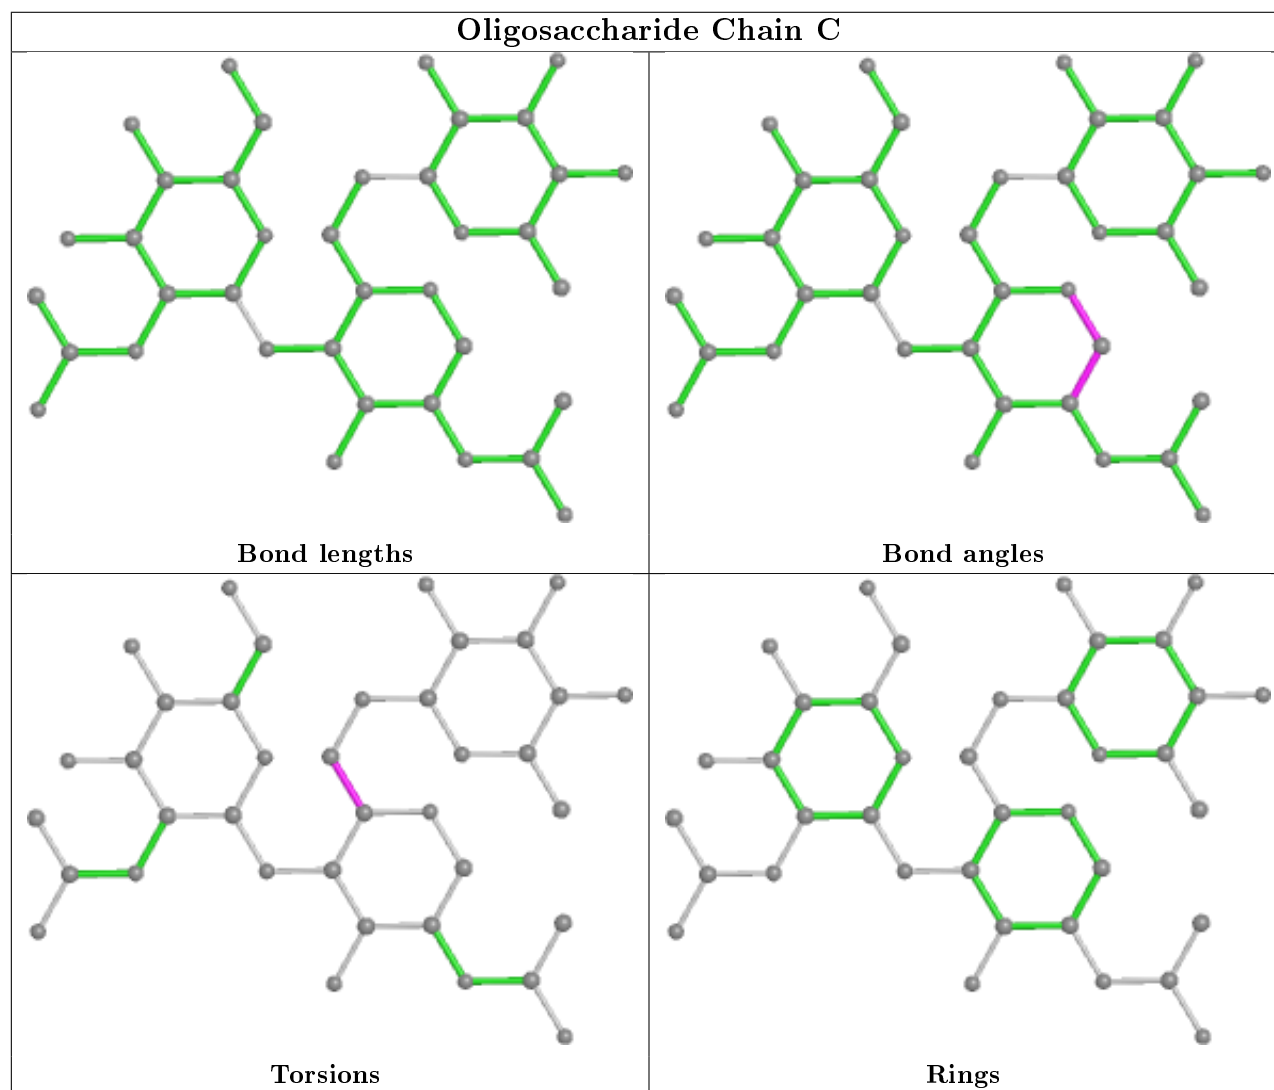 Oligosaccharide Chain C
Bond lengths
Bond angles
Torsions
Rings